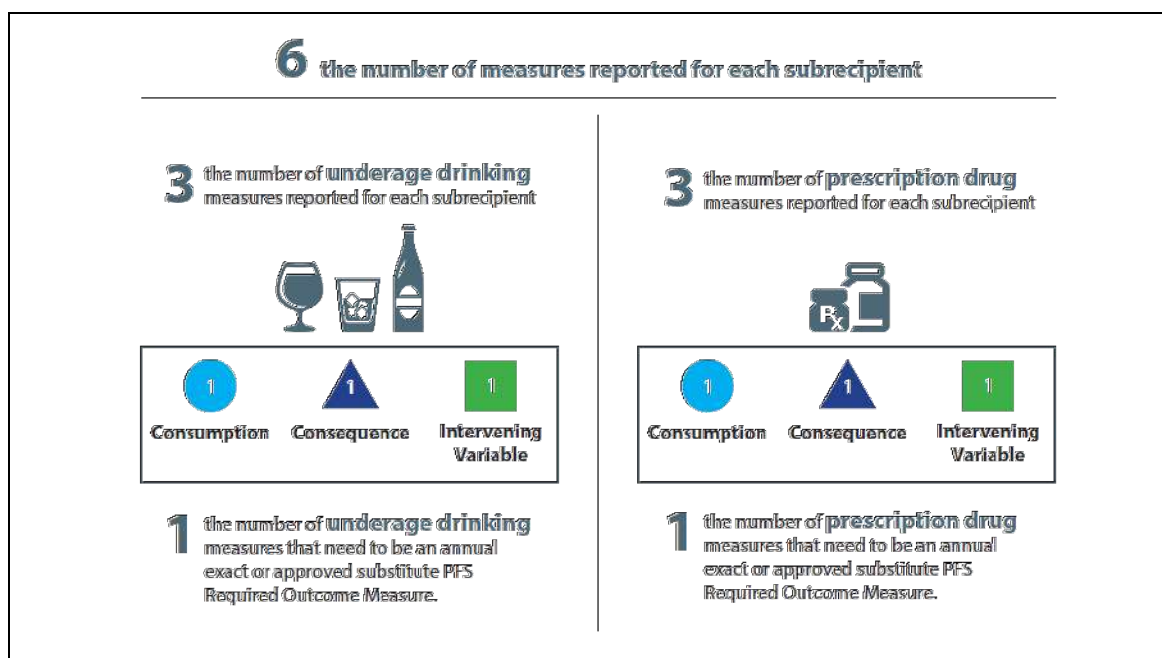 6 the number of measures reported for each subrecipient
3 the number of underage drinking
measures reported for each subrecipient
1
1
1
Consumption
Consequence
Intervening
Variable
1 the number of underage drinking
measures that need to be an annual
exact or approved substitute PFS
Required Outcome Measure.
3 the number of prescription drug
measures reported for each subrecipient
Rx
1
1
1
Consumption
Consequence
Intervening
Variable
1 the number of prescription drug
measures that need to be an annual
exact or approved substitute PFS
Required Outcome Measure.